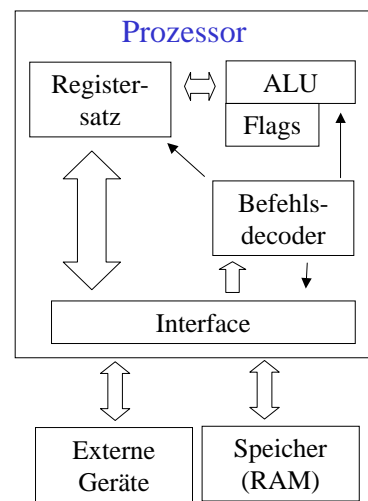 Prozessor
Register-
satz
ALU
Flags
Befehls-
decoder
Interface
Externe
Geräte
Speicher
(RAM)